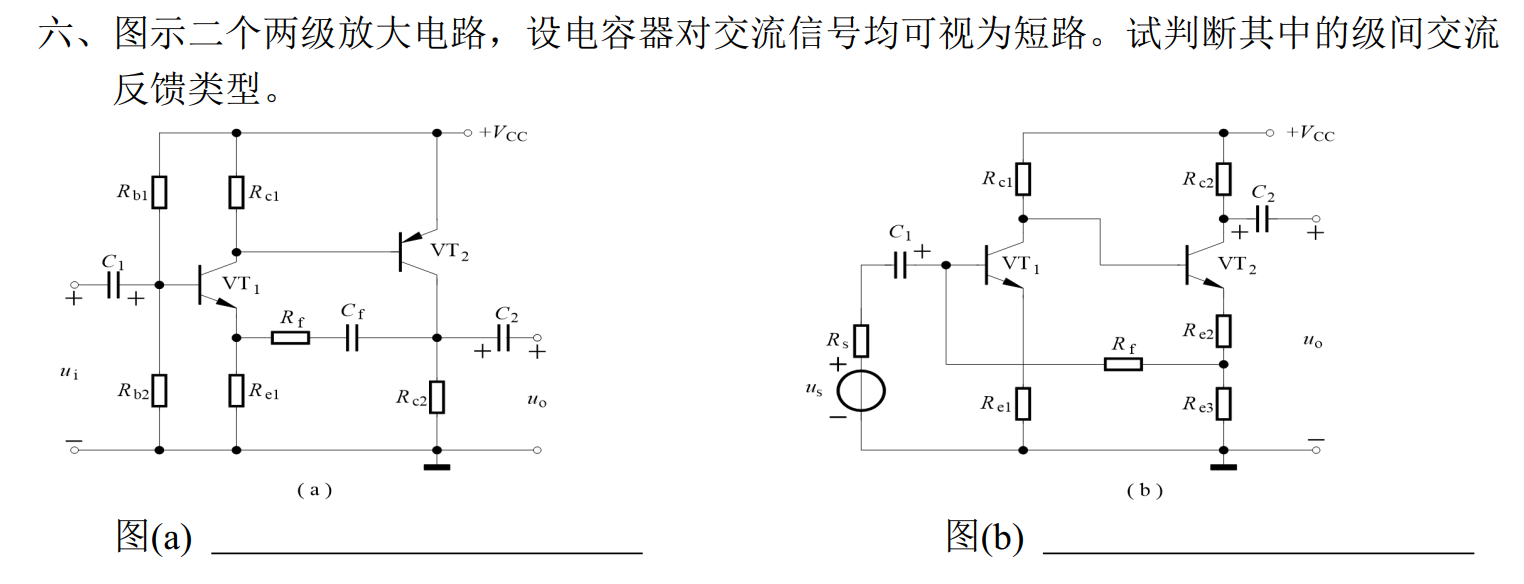 六、图示二个两级放大电路，设电容器对交流信号均可视为短路。试判断其中的级间交流
反馈类型。
+VCC
Rb1
Rc1
VT2
C1
VT1
+
+
Rf
Cf
C2
+
+
ui
Rb2
Re1
Rc2
uo
−
(a)
+VCC
Rc1
Rc2
C2
+
+
C1
+
VT1
VT2
Rs
+
Rf
Re2
uo
us
−
Re1
Re3
−
(b)
图(a)
图(b)